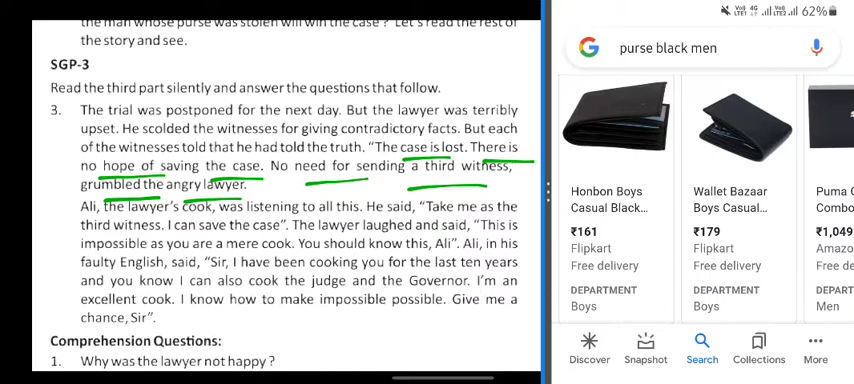 the man whose purse was stolen will win the case ? Let's read the rest of
the story and see.
SGP-3
Read the third part silently and answer the questions that follow.
3. The trial was postponed for the next day. But the lawyer was terribly
upset. He scolded the witnesses for giving contradictory facts. But each
of the witnesses told that he had told the truth. "The case is lost. There is
no hope of saving the case. No need for sending a third witness,
grumbled the angry lawyer.
Ali, the lawyer's cook, was listening to all this. He said, "Take me as the
third witness. I can save the case". The lawyer laughed and said, "This is
impossible as you are a mere cook. You should know this, Ali". Ali, in his
faulty English, said, "Sir, I have been cooking you for the last ten years
and you know I can also cook the judge and the Governor. I'm an
excellent cook. I know how to make impossible possible. Give me a
chance, Sir".
Comprehension Questions:
1. Why was the lawyer not happy ?
Vo) LTE1 4G Vo) LTE2 62%
purse black men
Honbon Boys
Casual Black...
₹161
Flipkart
Free delivery
DEPARTMENT
Boys
Wallet Bazaar
Boys Casual...
₹179
Flipkart
Free delivery
DEPARTMENT
Boys
Puma
Combo
₹1,049
Amazo
Free de
DEPARTMENT
Men
Discover Snapshot Search Collections More